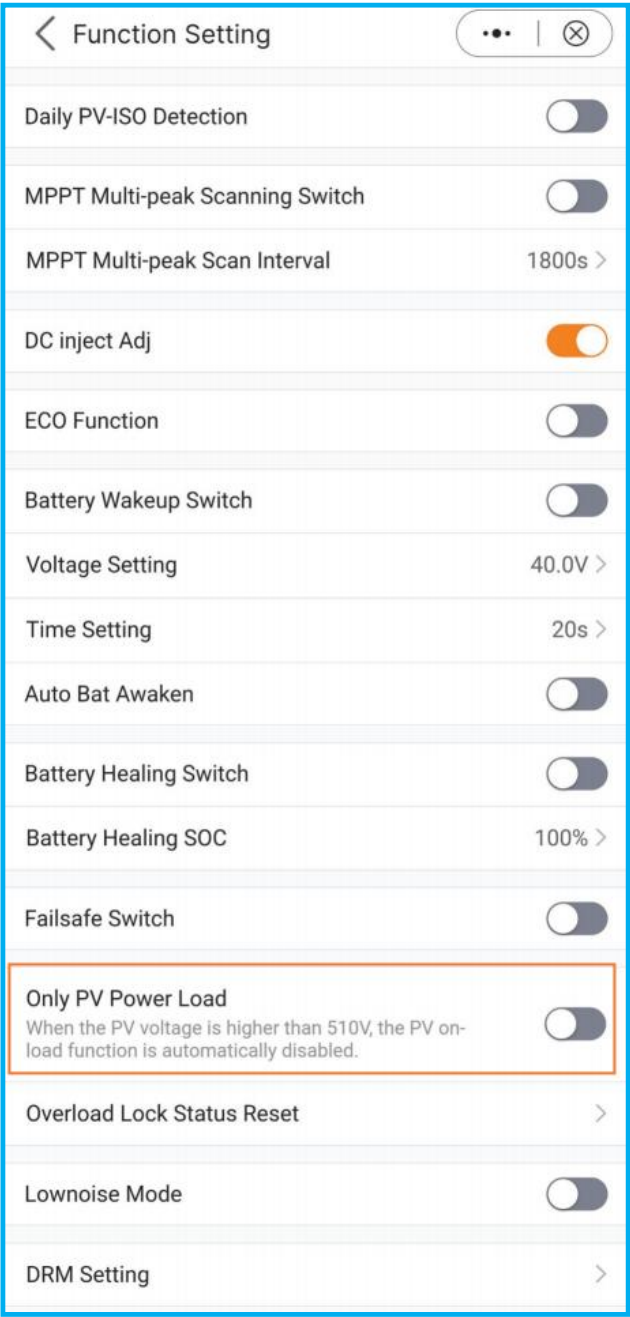 Function Setting
Daily PV-ISO Detection
MPPT Multi-peak Scanning Switch
MPPT Multi-peak Scan Interval 1800s
DC inject Adj
ECO Function
Battery Wakeup Switch
Voltage Setting 40.0V
Time Setting 20s
Auto Bat Awaken
Battery Healing Switch
Battery Healing SOC 100%
Failsafe Switch
Only PV Power Load
When the PV voltage is higher than 510V, the PV on-
load function is automatically disabled.
Overload Lock Status Reset
Lownoise Mode
DRM Setting